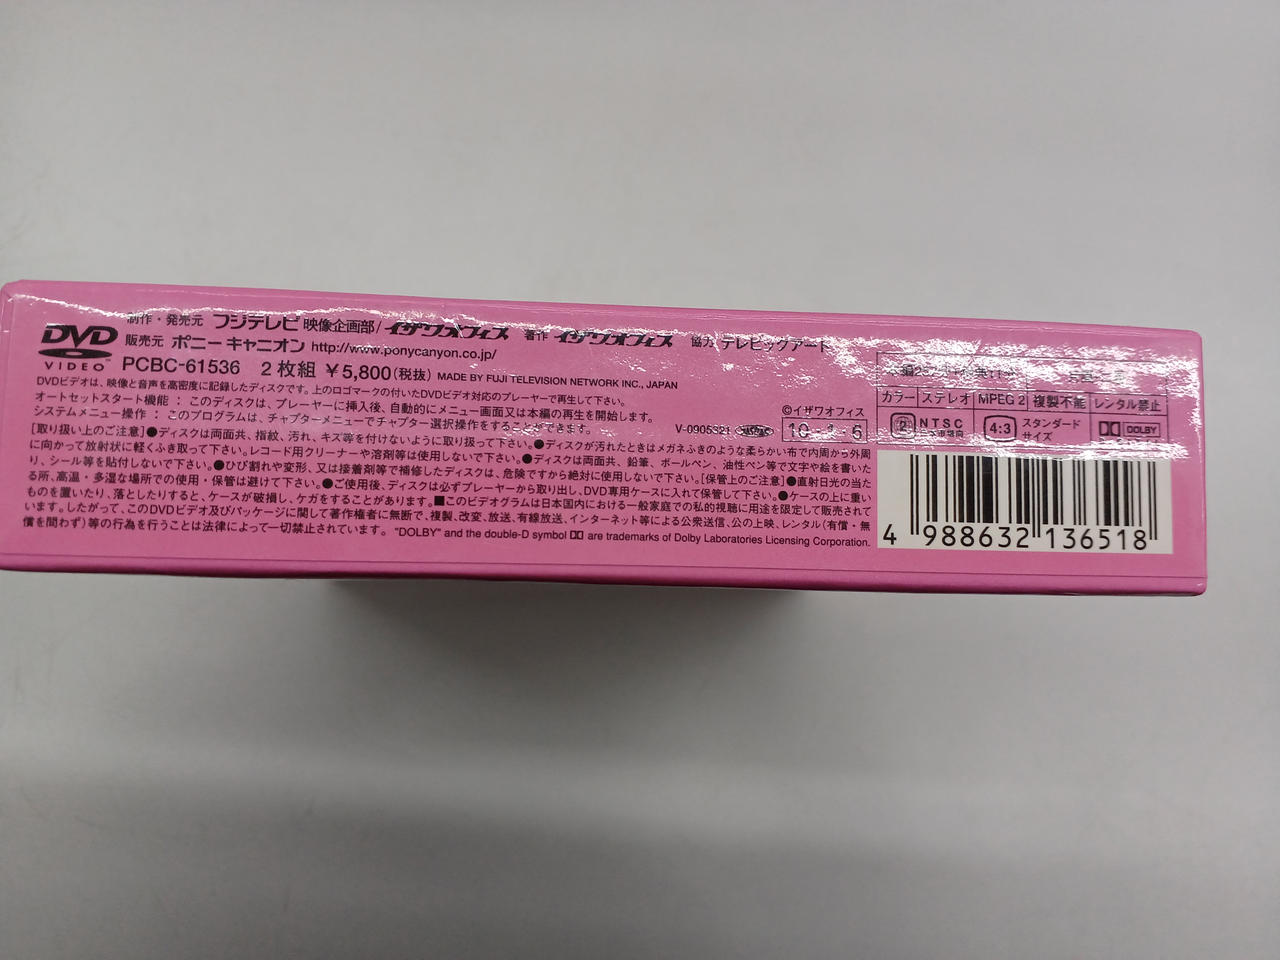 DVD VIDEO
制作・発売元 フジテレビ 映像企画部/イザワオフィス 著作 イザワオフィス 協力 テレビッグアート
販売元 ポニー キャニオン http://www.ponycanyon.co.jp/
PCBC-61536 2枚組 ¥5,800(税抜) MADE BY FUJI TELEVISION NETWORK INC., JAPAN
DVDビデオは、映像と音声を高密度に記録したディスクです。上のロゴマークの付いたDVDビデオ対応のプレーヤーで再生して下さい。
オートセットスタート機能 : このディスクは、プレーヤーに挿入後、自動的にメニュー画面又は本編の再生を開始します。
システムメニュー操作 : このプログラムは、チャプターメニューでチャプター選択操作をすることができます。
©イザワオフィス
V-0905321
10-1-6
[取り扱い上のご注意]●ディスクは両面共、指紋、汚れ、キズ等を付けないように取り扱って下さい。●ディスクが汚れたときはメガネふきのような柔らかい布で内周から外周
に向かって放射状に軽くふき取って下さい。レコード用クリーナーや溶剤等は使用しないで下さい。●ディスクは両面共、鉛筆、ボールペン、油性ペン等で文字や絵を書いた
り、シール等を貼付しないで下さい。●ひび割れや変形、又は接着剤等で補修したディスクは、危険ですから絶対に使用しないで下さい。[保管上のご注意]●直射日光の当た
る所、高温・多湿な場所での使用・保管は避けて下さい。●ご使用後、ディスクは必ずプレーヤーから取り出し、DVD専用ケースに入れて保管して下さい。●ケースの上に重い
ものを置いたり、落としたりすると、ケースが破損し、ケガをすることがあります。■このビデオグラムは日本国内における一般家庭での私的視聴に用途を限定して販売されて
います。したがって、このDVDビデオ及びパッケージに関して著作権者に無断で、複製、改変、放送、有線放送、インターネット等による公衆送信、公の上映、レンタル(有償・無
償を問わず)等の行為を行うことは法律によって一切禁止されています。 "DOLBY" and the double-D symbol are trademarks of Dolby Laboratories Licensing Corporation.
カラー ステレオ MPEG 2 複製不能 レンタル禁止
2 NTSC 日本市場向 4:3 スタンダードサイズ DOLBY
4 988632 136518